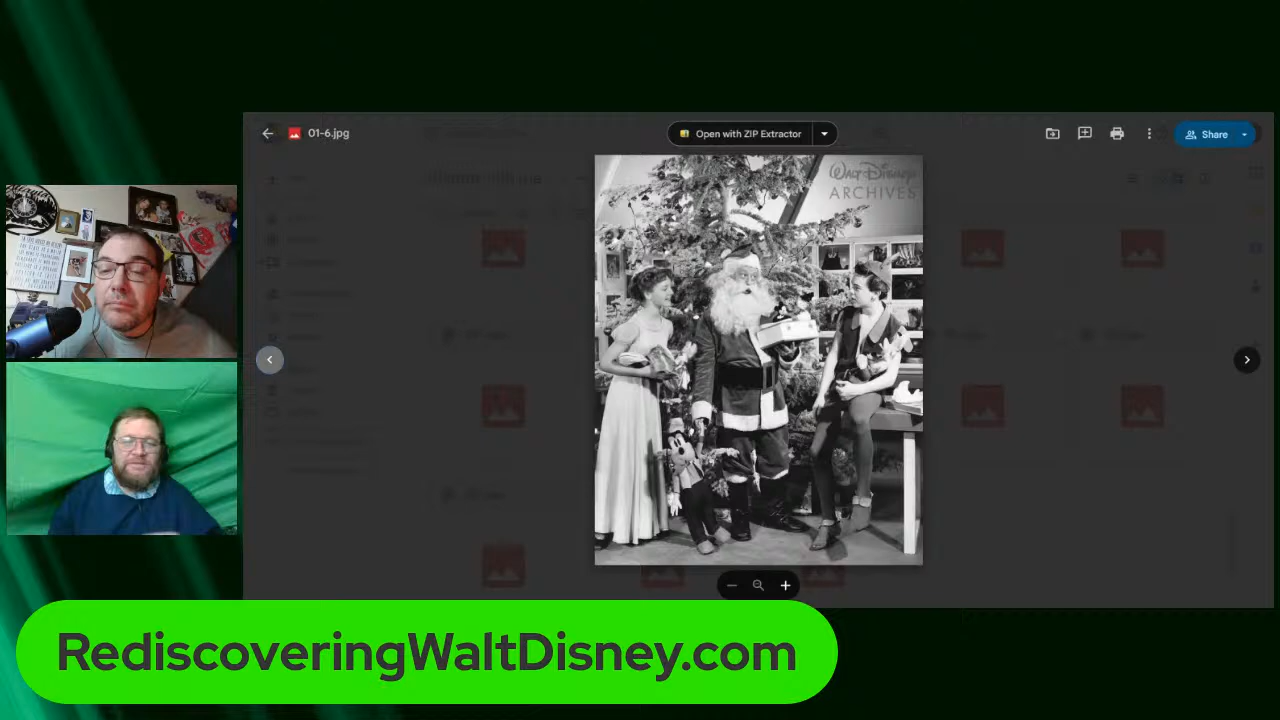 01-6.jpg
Open with ZIP Extractor
Share
Walt Disney
ARCHIVES
RediscoveringWaltDisney.com